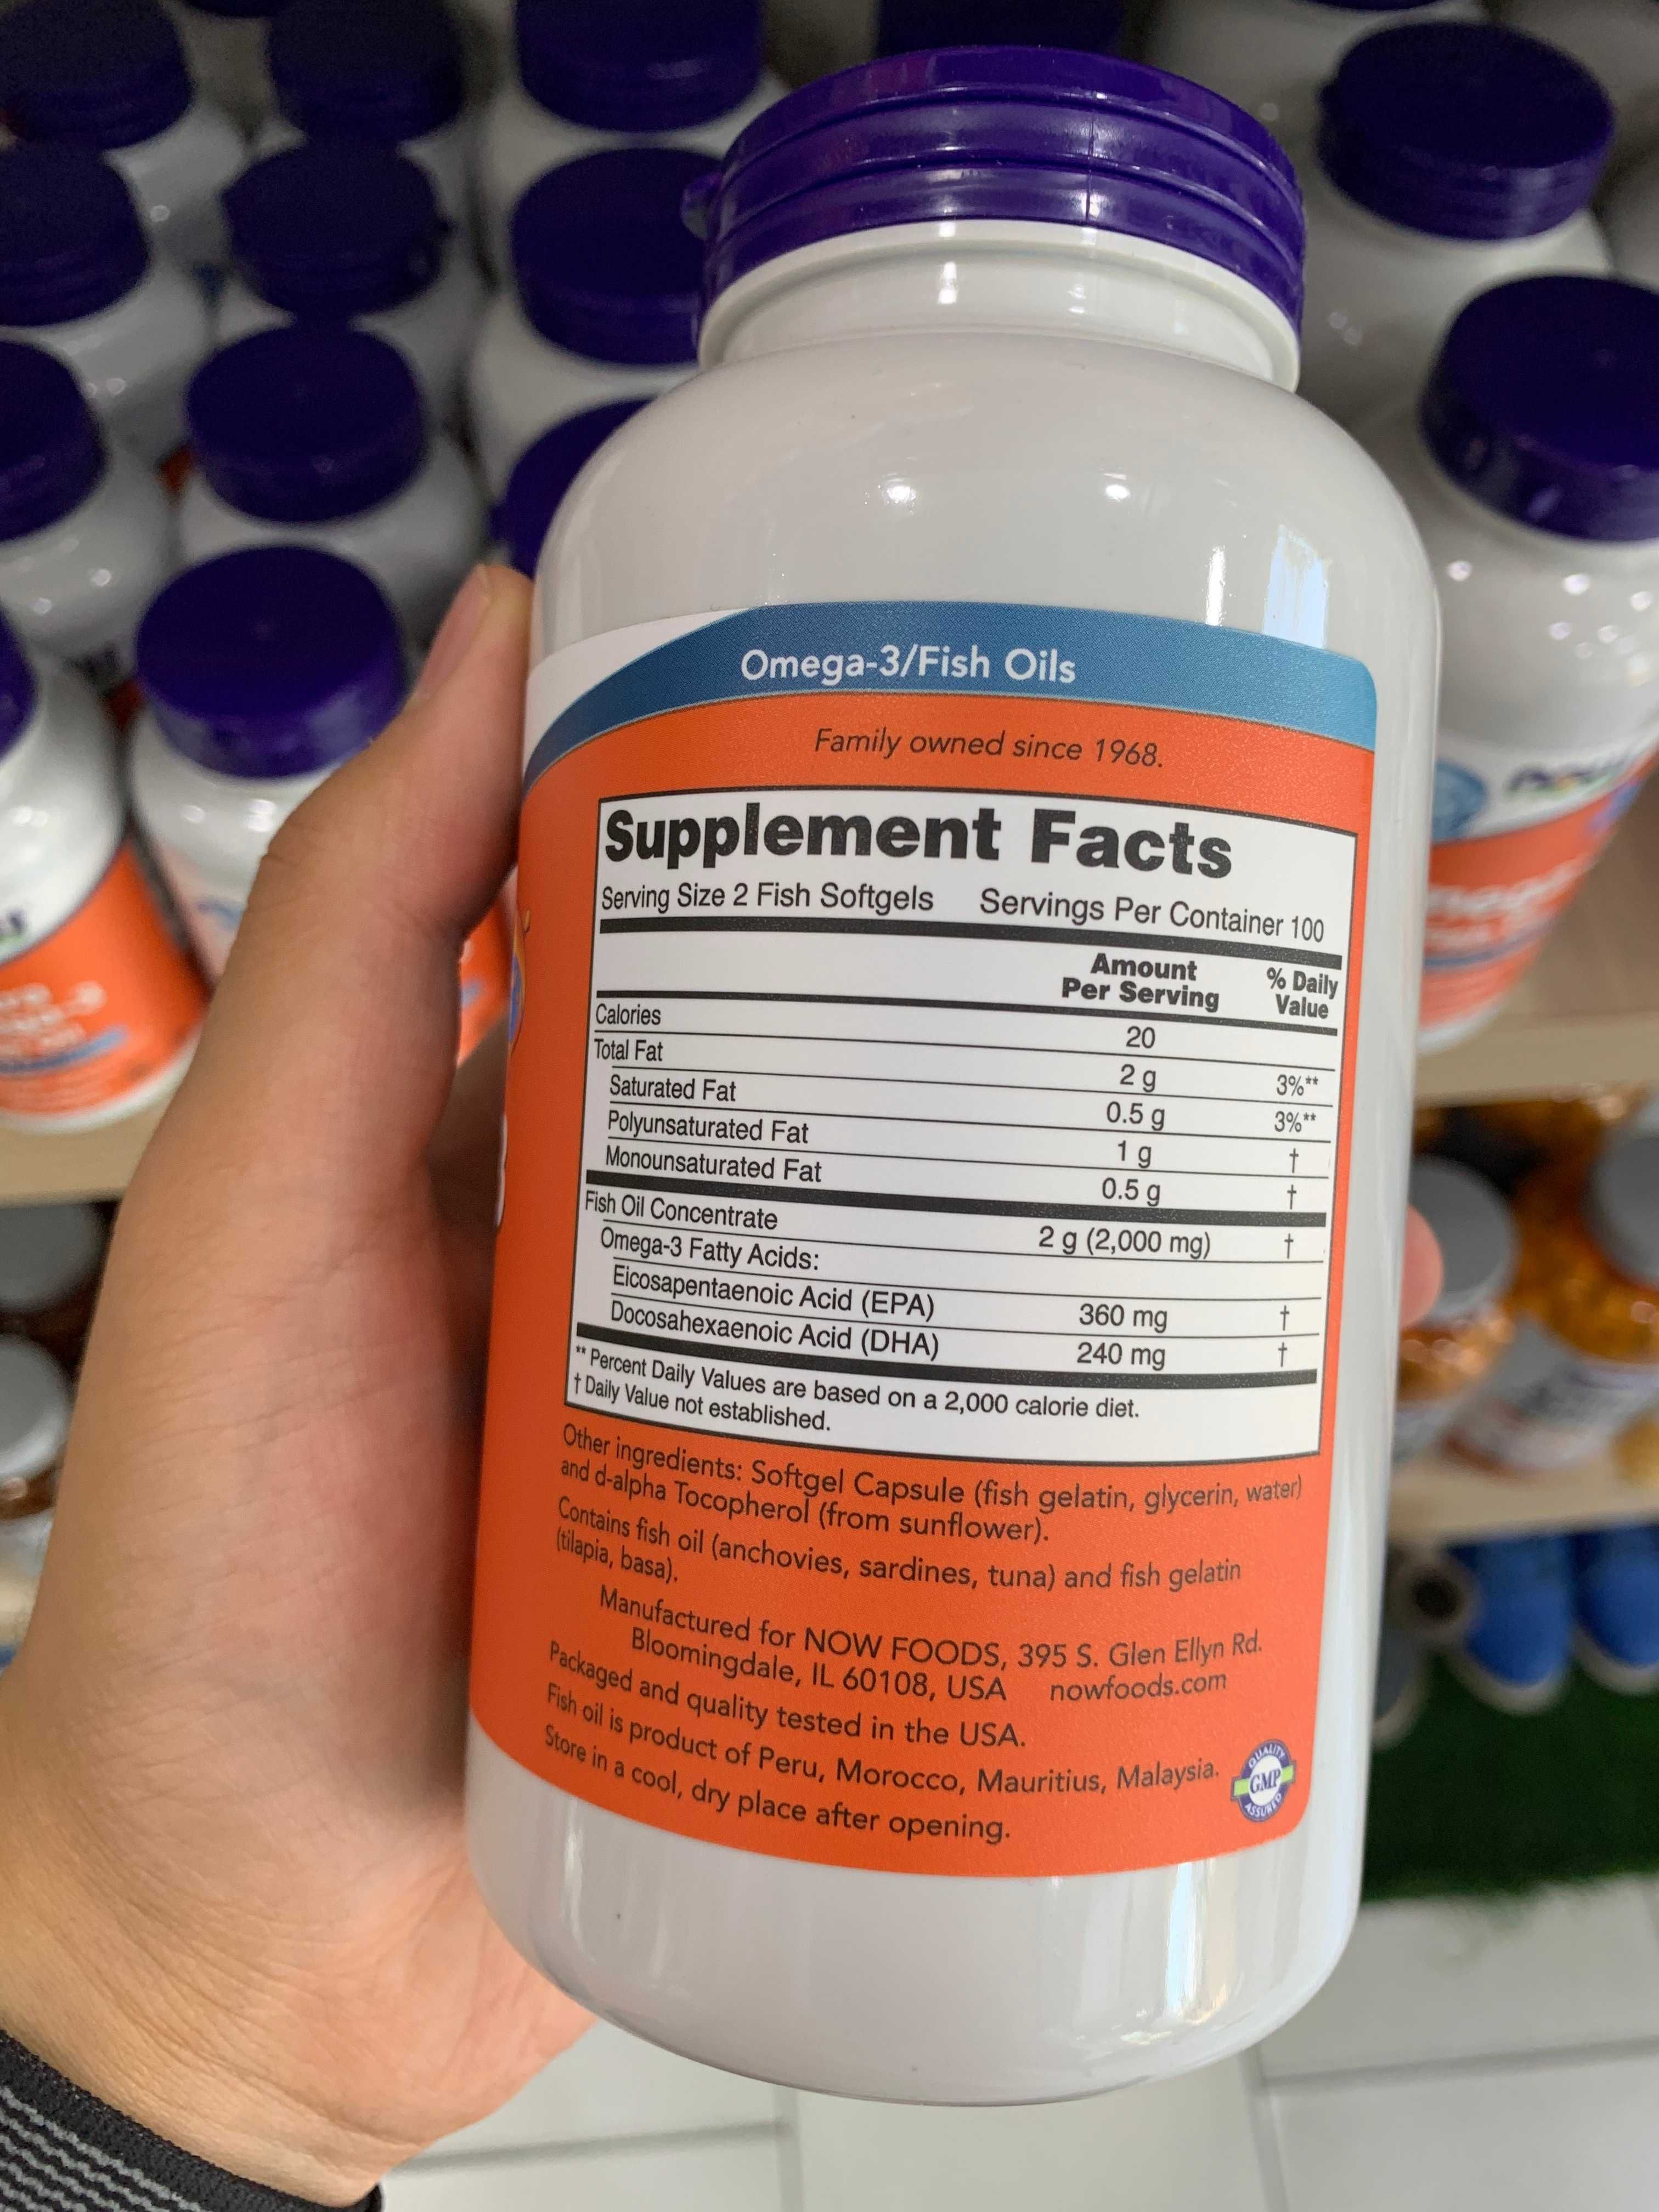 Omega-3/Fish Oils
Family owned since 1968.
Supplement Facts
Serving Size 2 Fish Softgels Servings Per Container 100
Amount Per Serving % Daily Value
Calories 20
Total Fat 2 g 3%**
Saturated Fat 0.5 g 3%**
Polyunsaturated Fat 1 g †
Monounsaturated Fat 0.5 g †
Fish Oil Concentrate 2 g (2,000 mg) †
Omega-3 Fatty Acids:
Eicosapentaenoic Acid (EPA) 360 mg †
Docosahexaenoic Acid (DHA) 240 mg †
** Percent Daily Values are based on a 2,000 calorie diet.
† Daily Value not established.
Other ingredients: Softgel Capsule (fish gelatin, glycerin, water)
and d-alpha Tocopherol (from sunflower).
Contains fish oil (anchovies, sardines, tuna) and fish gelatin
(tilapia, basa).
Manufactured for NOW FOODS, 395 S. Glen Ellyn Rd.
Bloomingdale, IL 60108, USA nowfoods.com
Packaged and quality tested in the USA.
Fish oil is product of Peru, Morocco, Mauritius, Malaysia.
Store in a cool, dry place after opening.
QUALITY
GMP
ASSURED
now